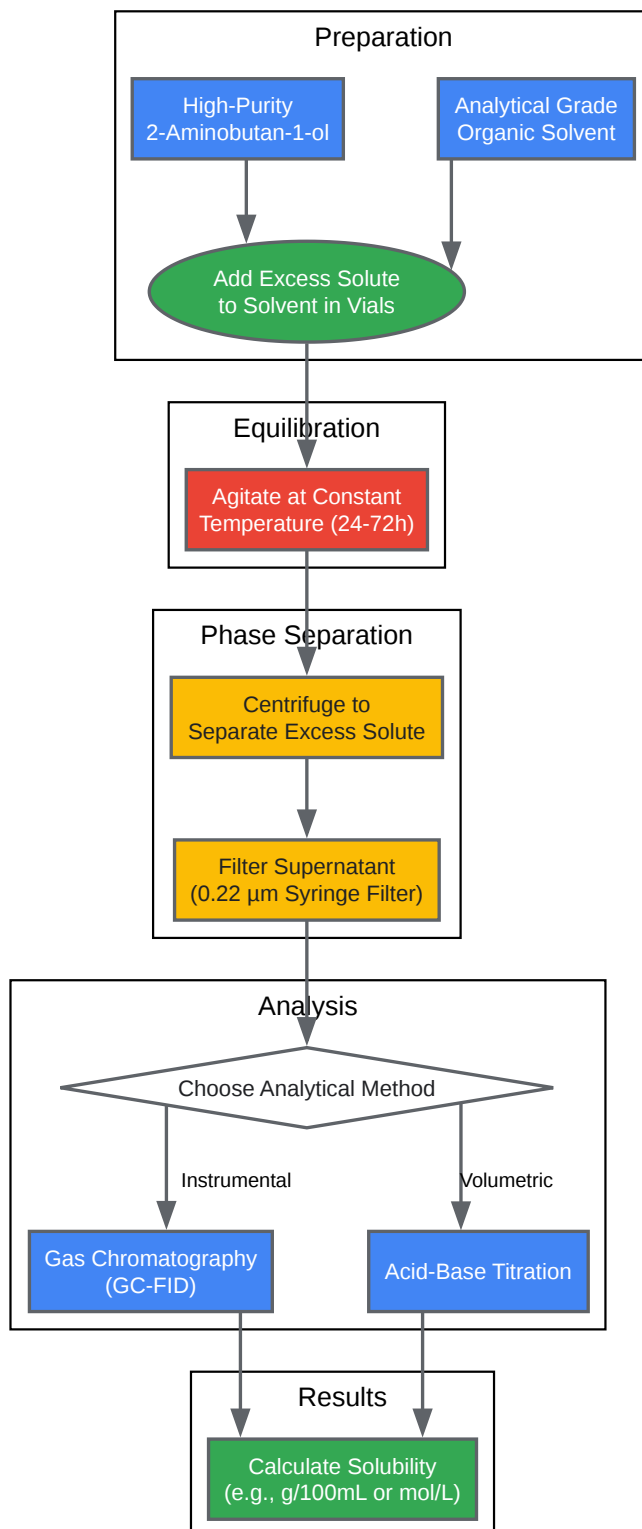 Preparation
High-Purity
2-Aminobutan-1-ol
Analytical Grade
Organic Solvent
Add Excess Solute
to Solvent in Vials
Equilibration
Agitate at Constant
Temperature (24-72h)
Phase Separation
Centrifuge to
Separate Excess Solute
Filter Supernatant
(0.22 µm Syringe Filter)
Analysis
Choose Analytical Method
Instrumental
Volumetric
Gas Chromatography
(GC-FID)
Acid-Base Titration
Results
Calculate Solubility
(e.g., g/100mL or mol/L)